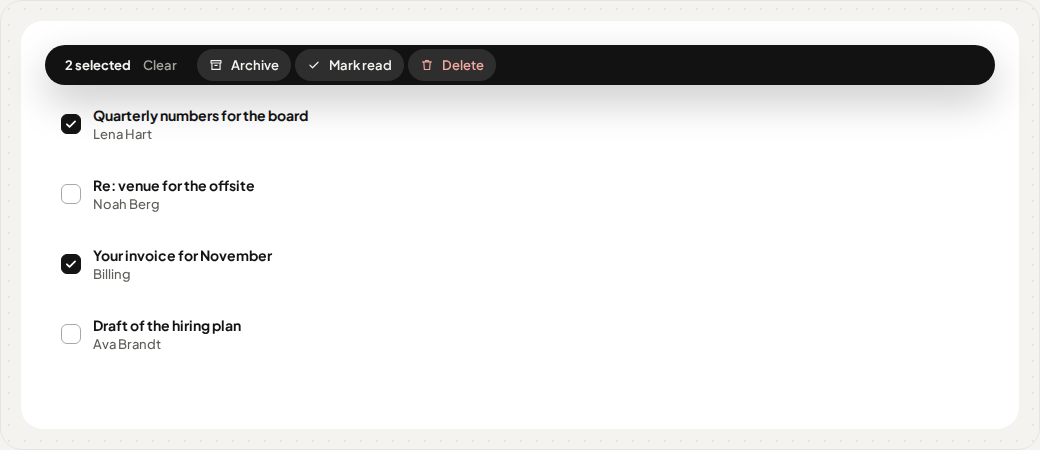 2 selected Clear Archive Mark read Delete
Quarterly numbers for the board
Lena Hart
Re: venue for the offsite
Noah Berg
Your invoice for November
Billing
Draft of the hiring plan
Ava Brandt